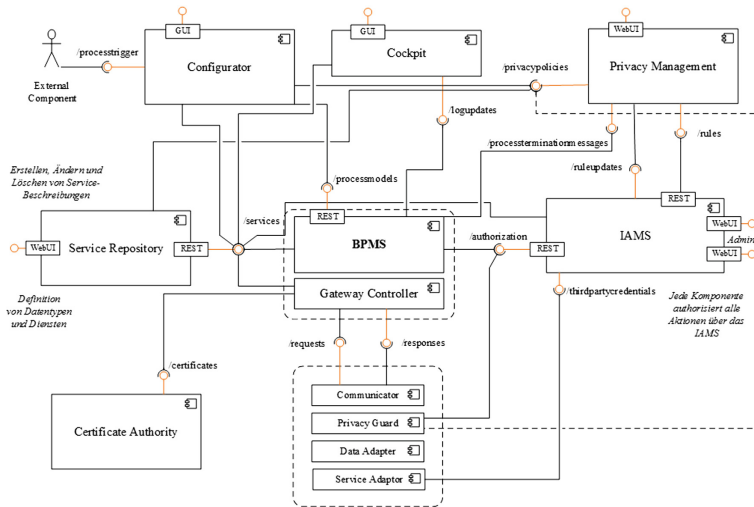 GUI
GUI
WebUI
/processtrigger
Configurator
Cockpit
/privacypolicies
Privacy Management
External
Component
/logupdates
/processterminationmessages
/rules
/ruleupdates
Erstellen, Ändern und
Löschen von Service-
Beschreibungen
/processmodels
/services
REST
REST
WebUI
Service Repository
REST
BPMS
/authorization
REST
IAMS
WebUI
Admin
WebUI
Definition
von Datentypen
und Diensten
Gateway Controller
/thirdpartycredentials
Jede Komponente
authorisiert alle
Aktionen über das
IAMS
/requests
/responses
/certificates
Certificate Authority
Communicator
Privacy Guard
Data Adapter
Service Adaptor